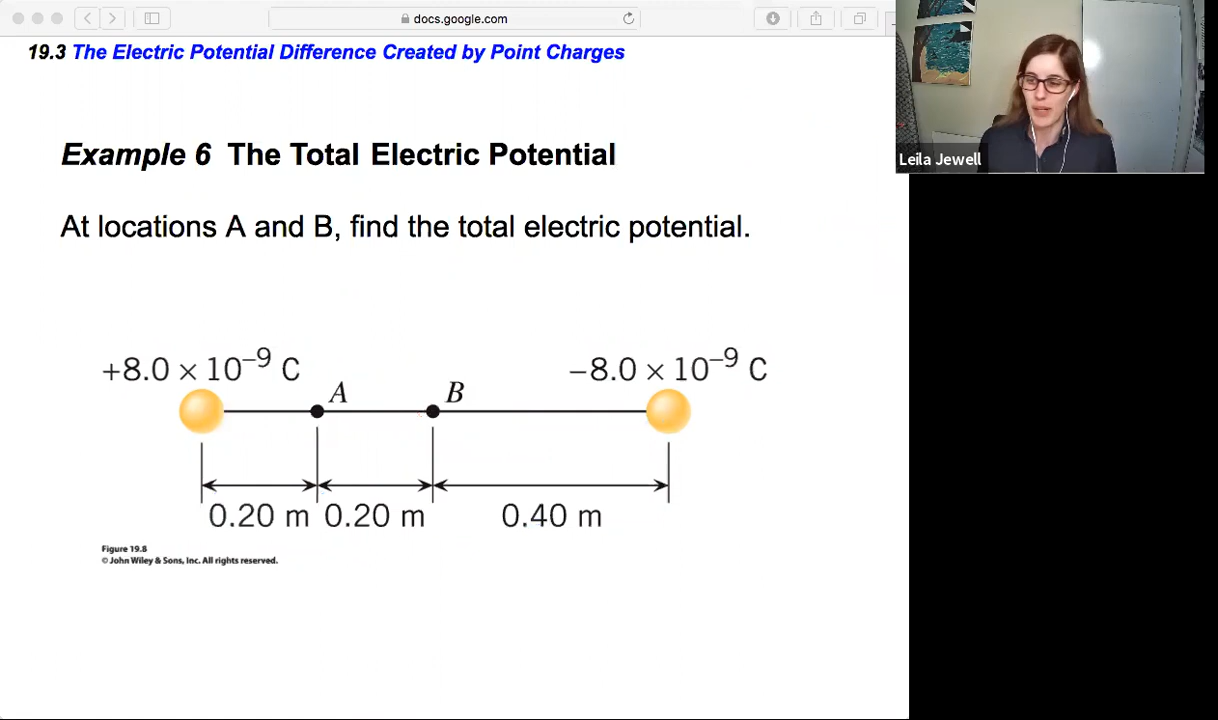 docs.google.com
19.3 The Electric Potential Difference Created by Point Charges
Example 6 The Total Electric Potential
At locations A and B, find the total electric potential.
+8.0 × 10⁻⁹ C
−8.0 × 10⁻⁹ C
A
B
0.20 m
0.20 m
0.40 m
Figure 19.8
© John Wiley & Sons, Inc. All rights reserved.
Leila Jewell